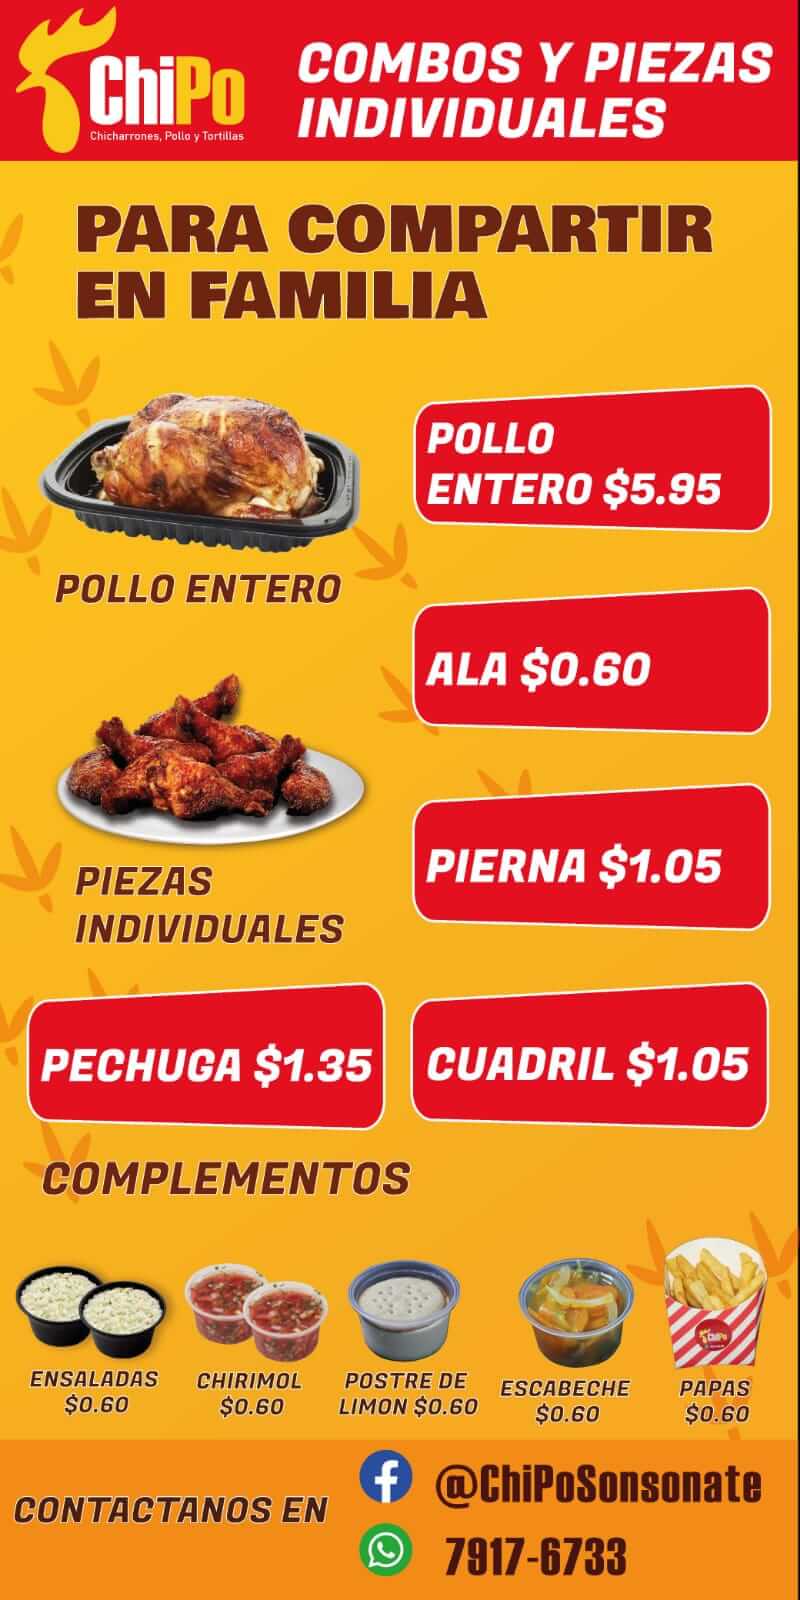 ChiPo
Chicharrones, Pollo y Tortillas
COMBOS Y PIEZAS
INDIVIDUALES
PARA COMPARTIR
EN FAMILIA
POLLO
ENTERO $5.95
POLLO ENTERO
ALA $0.60
PIERNA $1.05
PIEZAS
INDIVIDUALES
PECHUGA $1.35
CUADRIL $1.05
COMPLEMENTOS
ChiPo
ENSALADAS
$0.60
CHIRIMOL
$0.60
POSTRE DE
LIMON $0.60
ESCABECHE
$0.60
PAPAS
$0.60
CONTACTANOS EN
@ChiPoSonsonate
7917-6733